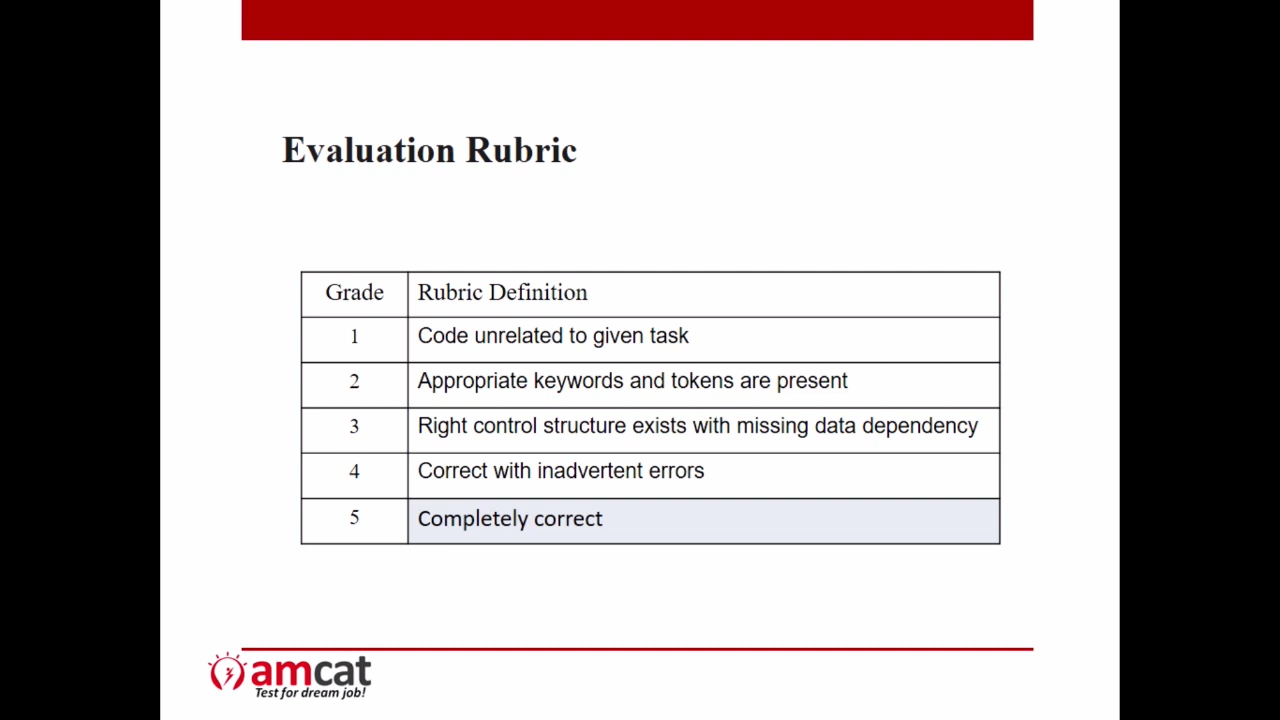 Evaluation Rubric
Grade Rubric Definition
1 Code unrelated to given task
2 Appropriate keywords and tokens are present
3 Right control structure exists with missing data dependency
4 Correct with inadvertent errors
5 Completely correct
amcat
Test for dream job!